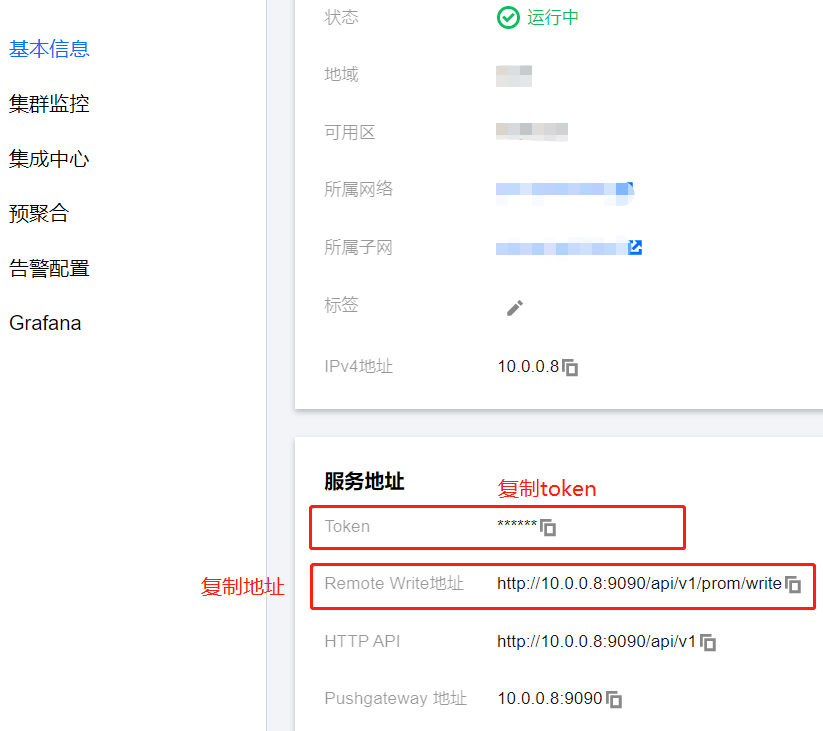 基本信息
集群监控
集成中心
预聚合
告警配置
Grafana
状态 运行中
地域
可用区
所属网络
所属子网
标签
IPv4地址 10.0.0.8
服务地址
复制token
Token ******
复制地址
Remote Write地址 http://10.0.0.8:9090/api/v1/prom/write
HTTP API http://10.0.0.8:9090/api/v1
Pushgateway 地址 10.0.0.8:9090